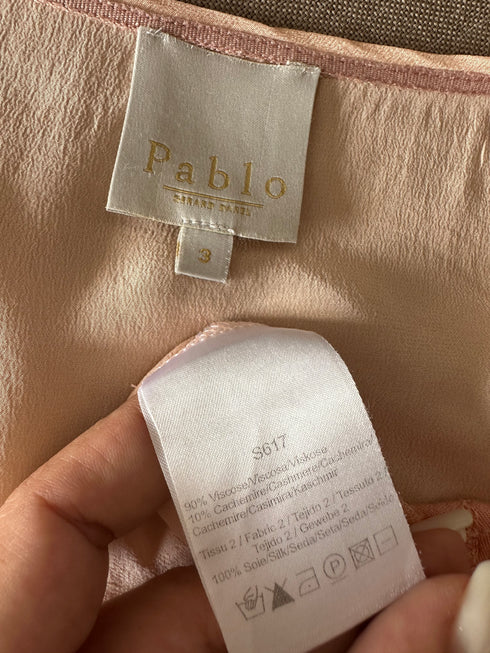 Pablo
GERARD DAREL
3
S617
90% Viscose/Viscosa/Viskose
10% Cachemire/Cashmere/Cachemira/
Cachemire/Casimira/Kaschmir
Tissu 2 / Fabric 2 / Tejido 2 / Tessuto 2/
Tejido 2 / Gewebe 2
100% Soie/Silk/Seda/Seta/Seda/Seide